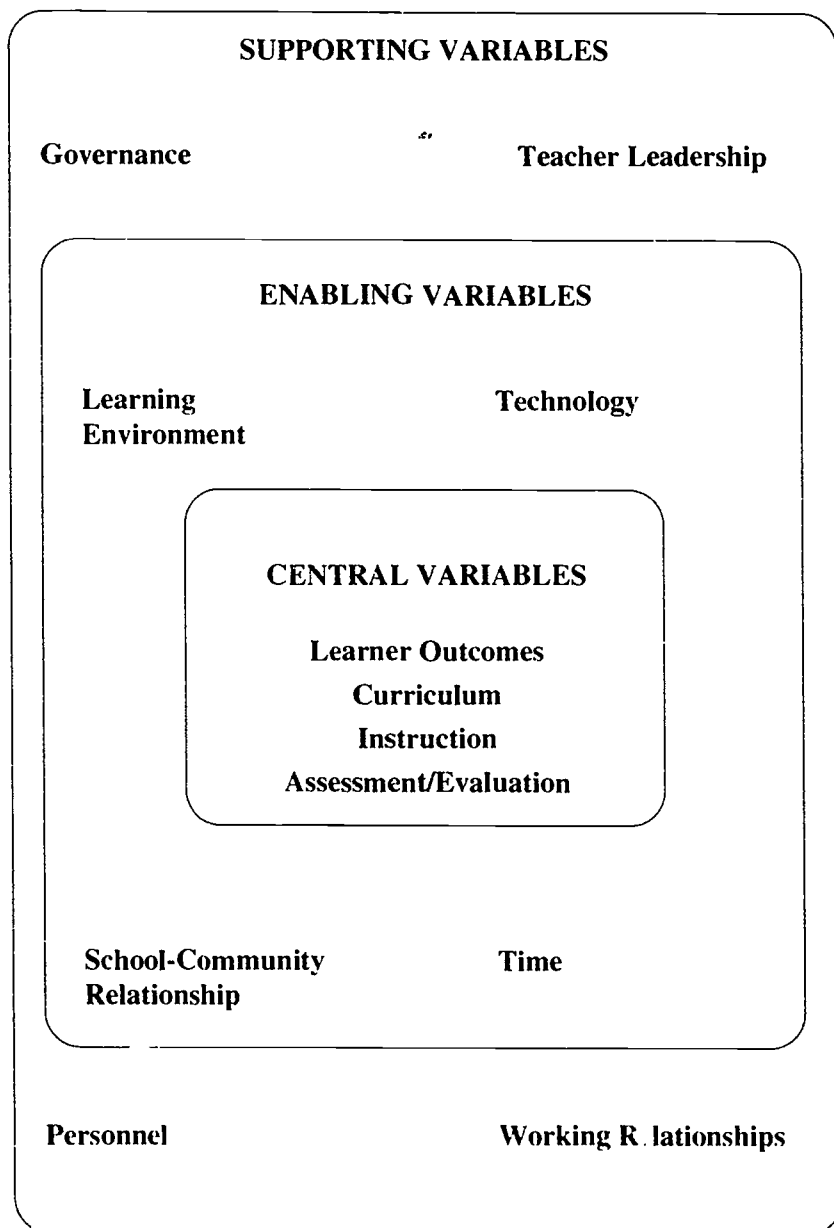 SUPPORTING VARIABLES
Governance
Teacher Leadership
ENABLING VARIABLES
Learning
Environment
Technology
CENTRAL VARIABLES
Learner Outcomes
Curriculum
Instruction
Assessment/Evaluation
School-Community
Relationship
Time
Personnel
Working R lationships